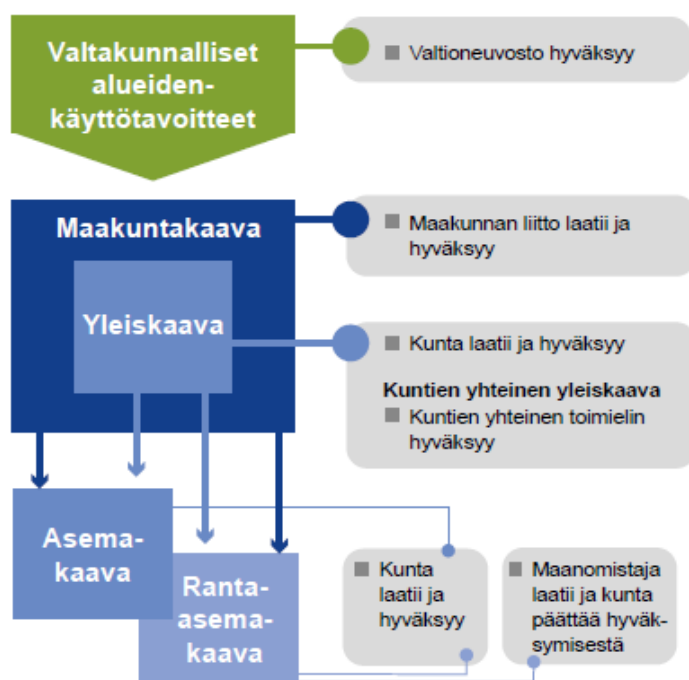 Valtakunnalliset
alueiden-
käyttötavoitteet
■ Valtioneuvosto hyväksyy
Maakuntakaava
■ Maakunnan liitto laatii ja
hyväksyy
Yleiskaava
■ Kunta laatii ja hyväksyy
Kuntien yhteinen yleiskaava
■ Kuntien yhteinen toimielin
hyväksyy
Asema-
kaava
Ranta-
asema-
kaava
■ Kunta
laatii ja
hyväksyy
■ Maanomistaja
laatii ja kunta
päättää hyväk-
symisestä